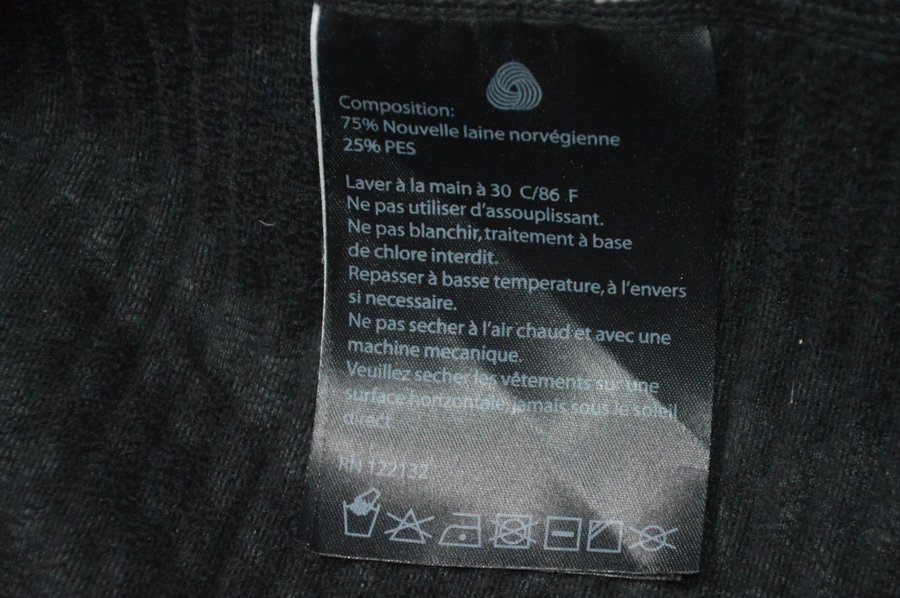 Composition:
75% Nouvelle laine norvégienne
25% PES
Laver à la main à 30 C/86 F
Ne pas utiliser d'assouplissant.
Ne pas blanchir, traitement à base
de chlore interdit.
Repasser à basse temperature, à l'envers
si necessaire.
Ne pas secher à l'air chaud et avec une
machine mecanique.
Veuillez secher les vêtements sur une
surface horizontale, jamais sous le soleil
direct
RN 122132